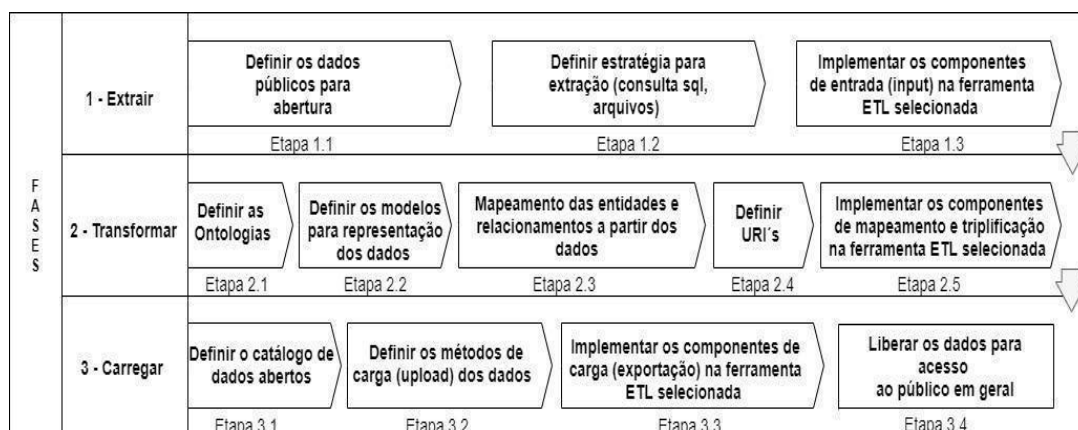 FASES
1 - Extrair
Definir os dados
públicos para
abertura
Etapa 1.1
Definir estratégia para
extração (consulta sql,
arquivos)
Etapa 1.2
Implementar os componentes
de entrada (input) na ferramenta
ETL selecionada
Etapa 1.3
2 - Transformar
Definir as
Ontologias
Etapa 2.1
Definir os modelos
para representação
dos dados
Etapa 2.2
Mapeamento das entidades e
relacionamentos a partir dos
dados
Etapa 2.3
Definir
URI´s
Etapa 2.4
Implementar os componentes
de mapeamento e triplificação
na ferramenta ETL selecionada
Etapa 2.5
3 - Carregar
Definir o catálogo de
dados abertos
Etapa 3.1
Definir os métodos de
carga (upload) dos dados
Etapa 3.2
Implementar os componentes de
carga (exportação) na ferramenta
ETL selecionada
Etapa 3.3
Liberar os dados para
acesso
ao público em geral
Etapa 3.4